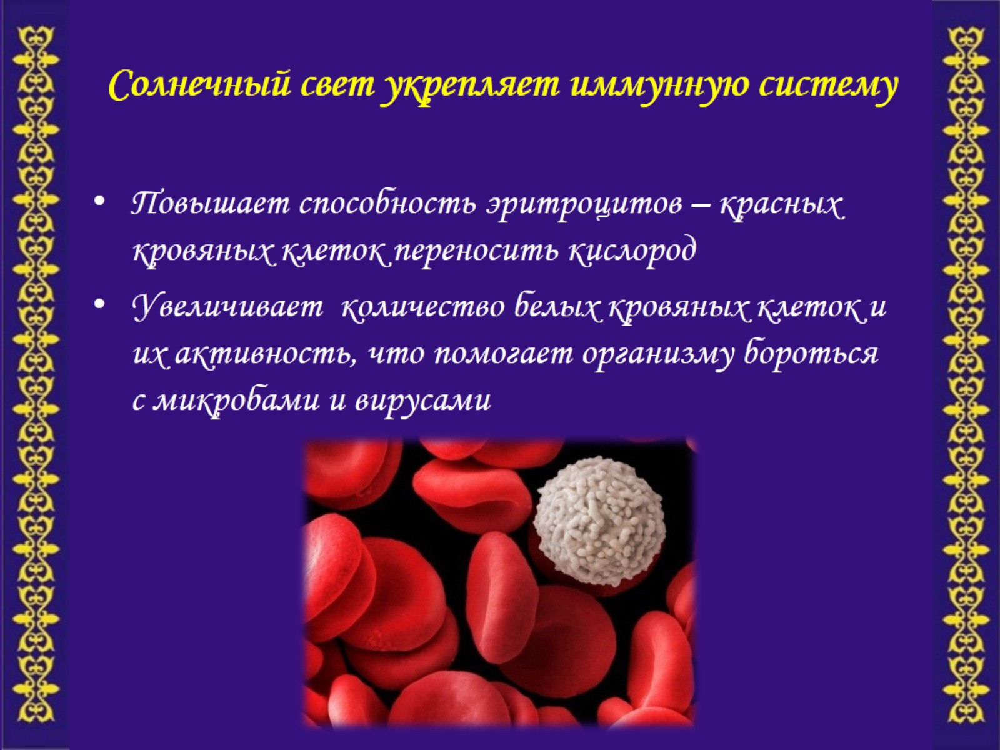 Солнечный свет укрепляет иммунную систему
• Повышает способность эритроцитов – красных
кровяных клеток переносить кислород
• Увеличивает количество белых кровяных клеток и
их активность, что помогает организму бороться
с микробами и вирусами